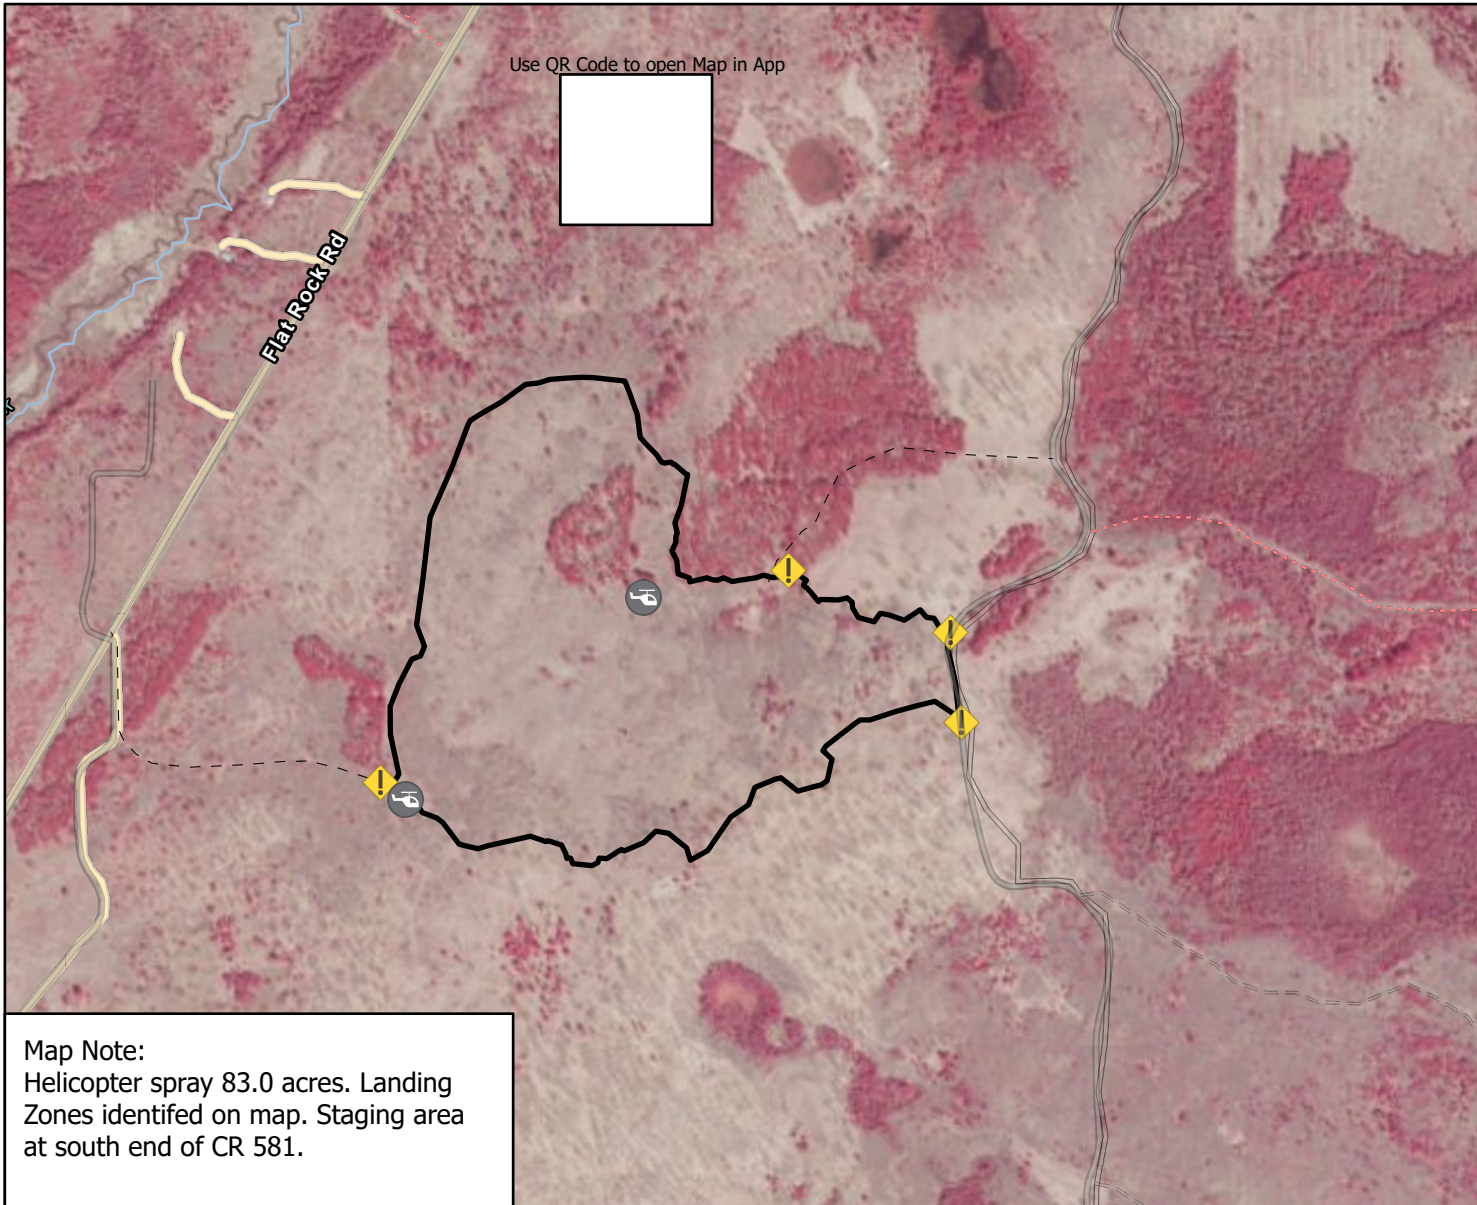 Use QR Code to open Map in App
Flat Rock Rd
Map Note:
Helicopter spray 83.0 acres. Landing
Zones identifed on map. Staging area
at south end of CR 581.